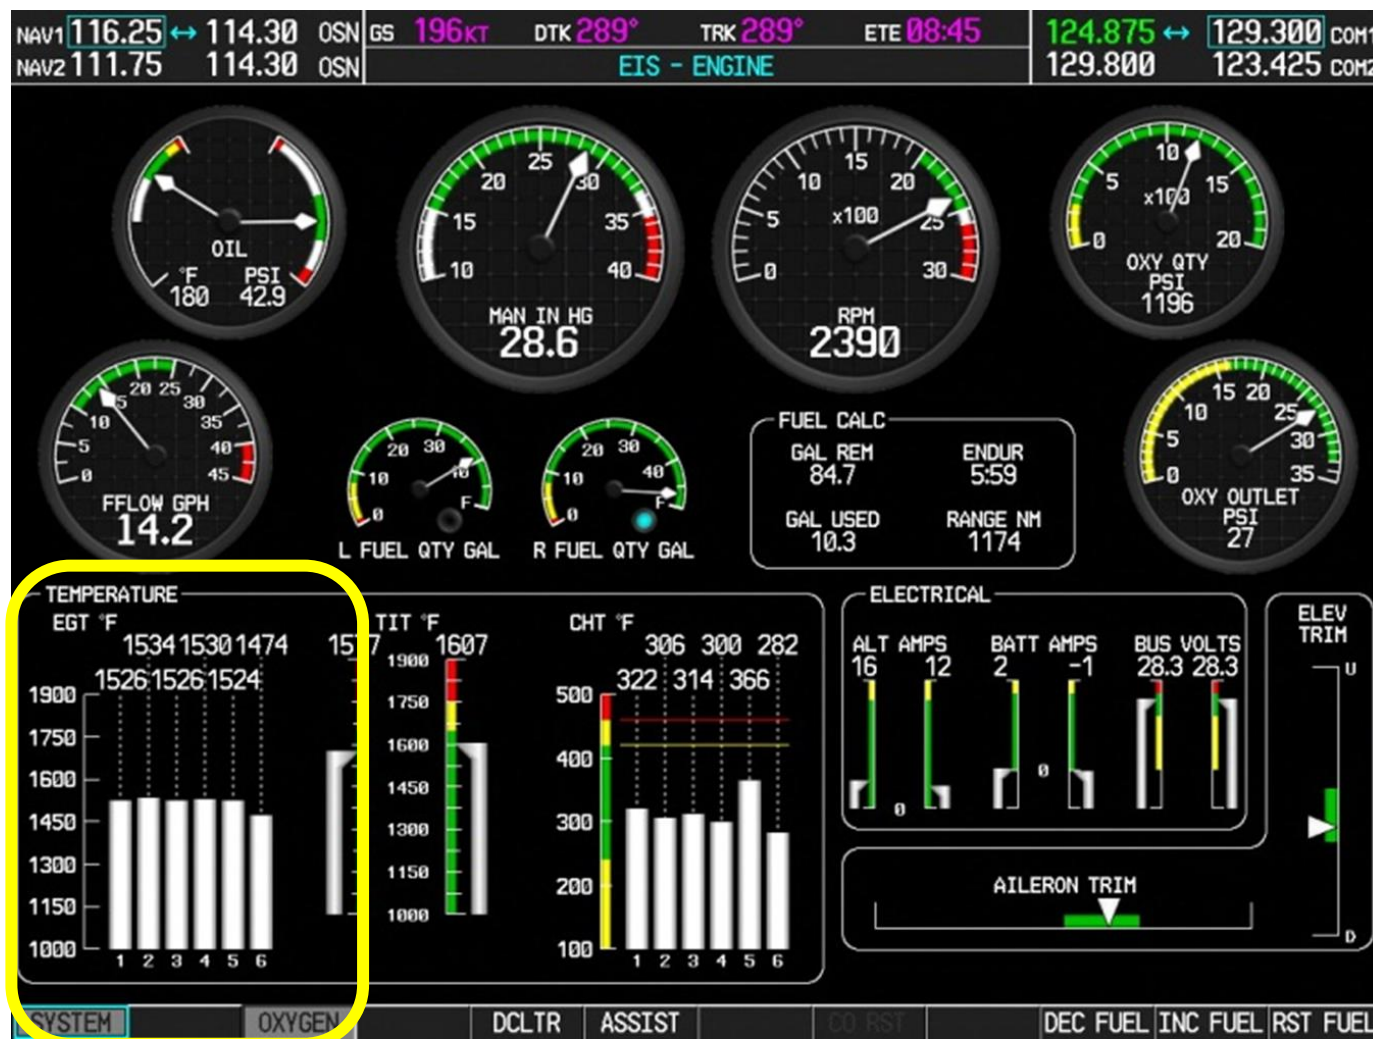 NAV1 116.25 ↔ 114.30 OSN GS 196KT DTK 289° TRK 289° ETE 08:45 124.875 ↔ 129.300 COM1
NAV2 111.75 114.30 OSN EIS - ENGINE 129.800 123.425 COM2
OIL
°F PSI
180 42.9
10 15 20 25 30 35 40
MAN IN HG
28.6
0 5 10 15 20 25 30
x100
RPM
2390
0 5 10 15 20
x100
OXY QTY
PSI
1196
0 5 10 15 20 25 30 35 40 45
FFLOW GPH
14.2
0 10 20 30 40 F
L FUEL QTY GAL
0 10 20 30 40 F
R FUEL QTY GAL
FUEL CALC
GAL REM ENDUR
84.7 5:59
GAL USED RANGE NM
10.3 1174
0 5 10 15 20 25 30 35
OXY OUTLET
PSI
27
TEMPERATURE
EGT °F
1534 1530 1474
1526 1526 1524
1900
1750
1600
1450
1300
1150
1000
1 2 3 4 5 6
TIT °F
1577 1607
1900
1750
1600
1450
1300
1150
1000
CHT °F
306 300 282
322 314 366
500
400
300
200
100
1 2 3 4 5 6
ELECTRICAL
ALT AMPS BATT AMPS BUS VOLTS
16 12 2 -1 28.3 28.3
0 0
ELEV
TRIM
U
D
AILERON TRIM
SYSTEM OXYGEN DCLTR ASSIST CO RST DEC FUEL INC FUEL RST FUEL